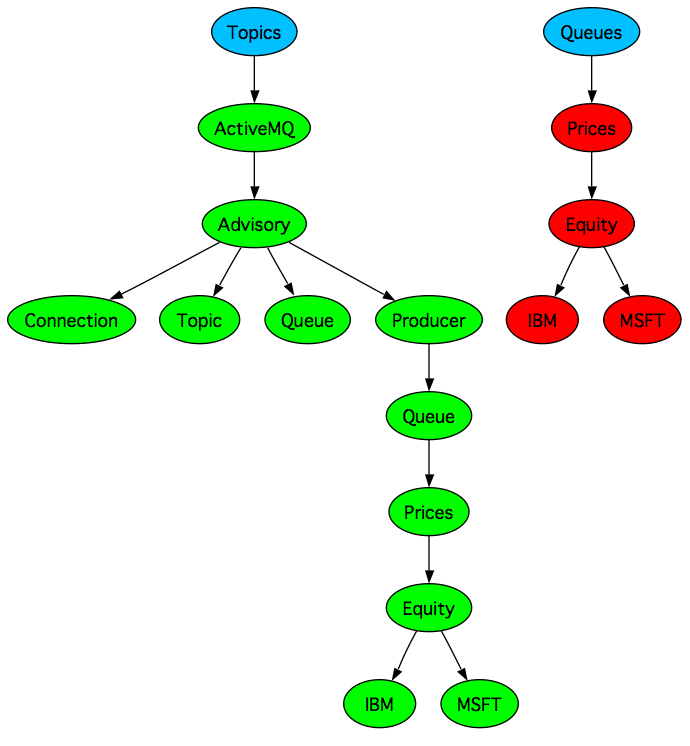 Topics
Queues
ActiveMQ
Prices
Advisory
Equity
Connection
Topic
Queue
Producer
IBM
MSFT
Queue
Prices
Equity
IBM
MSFT